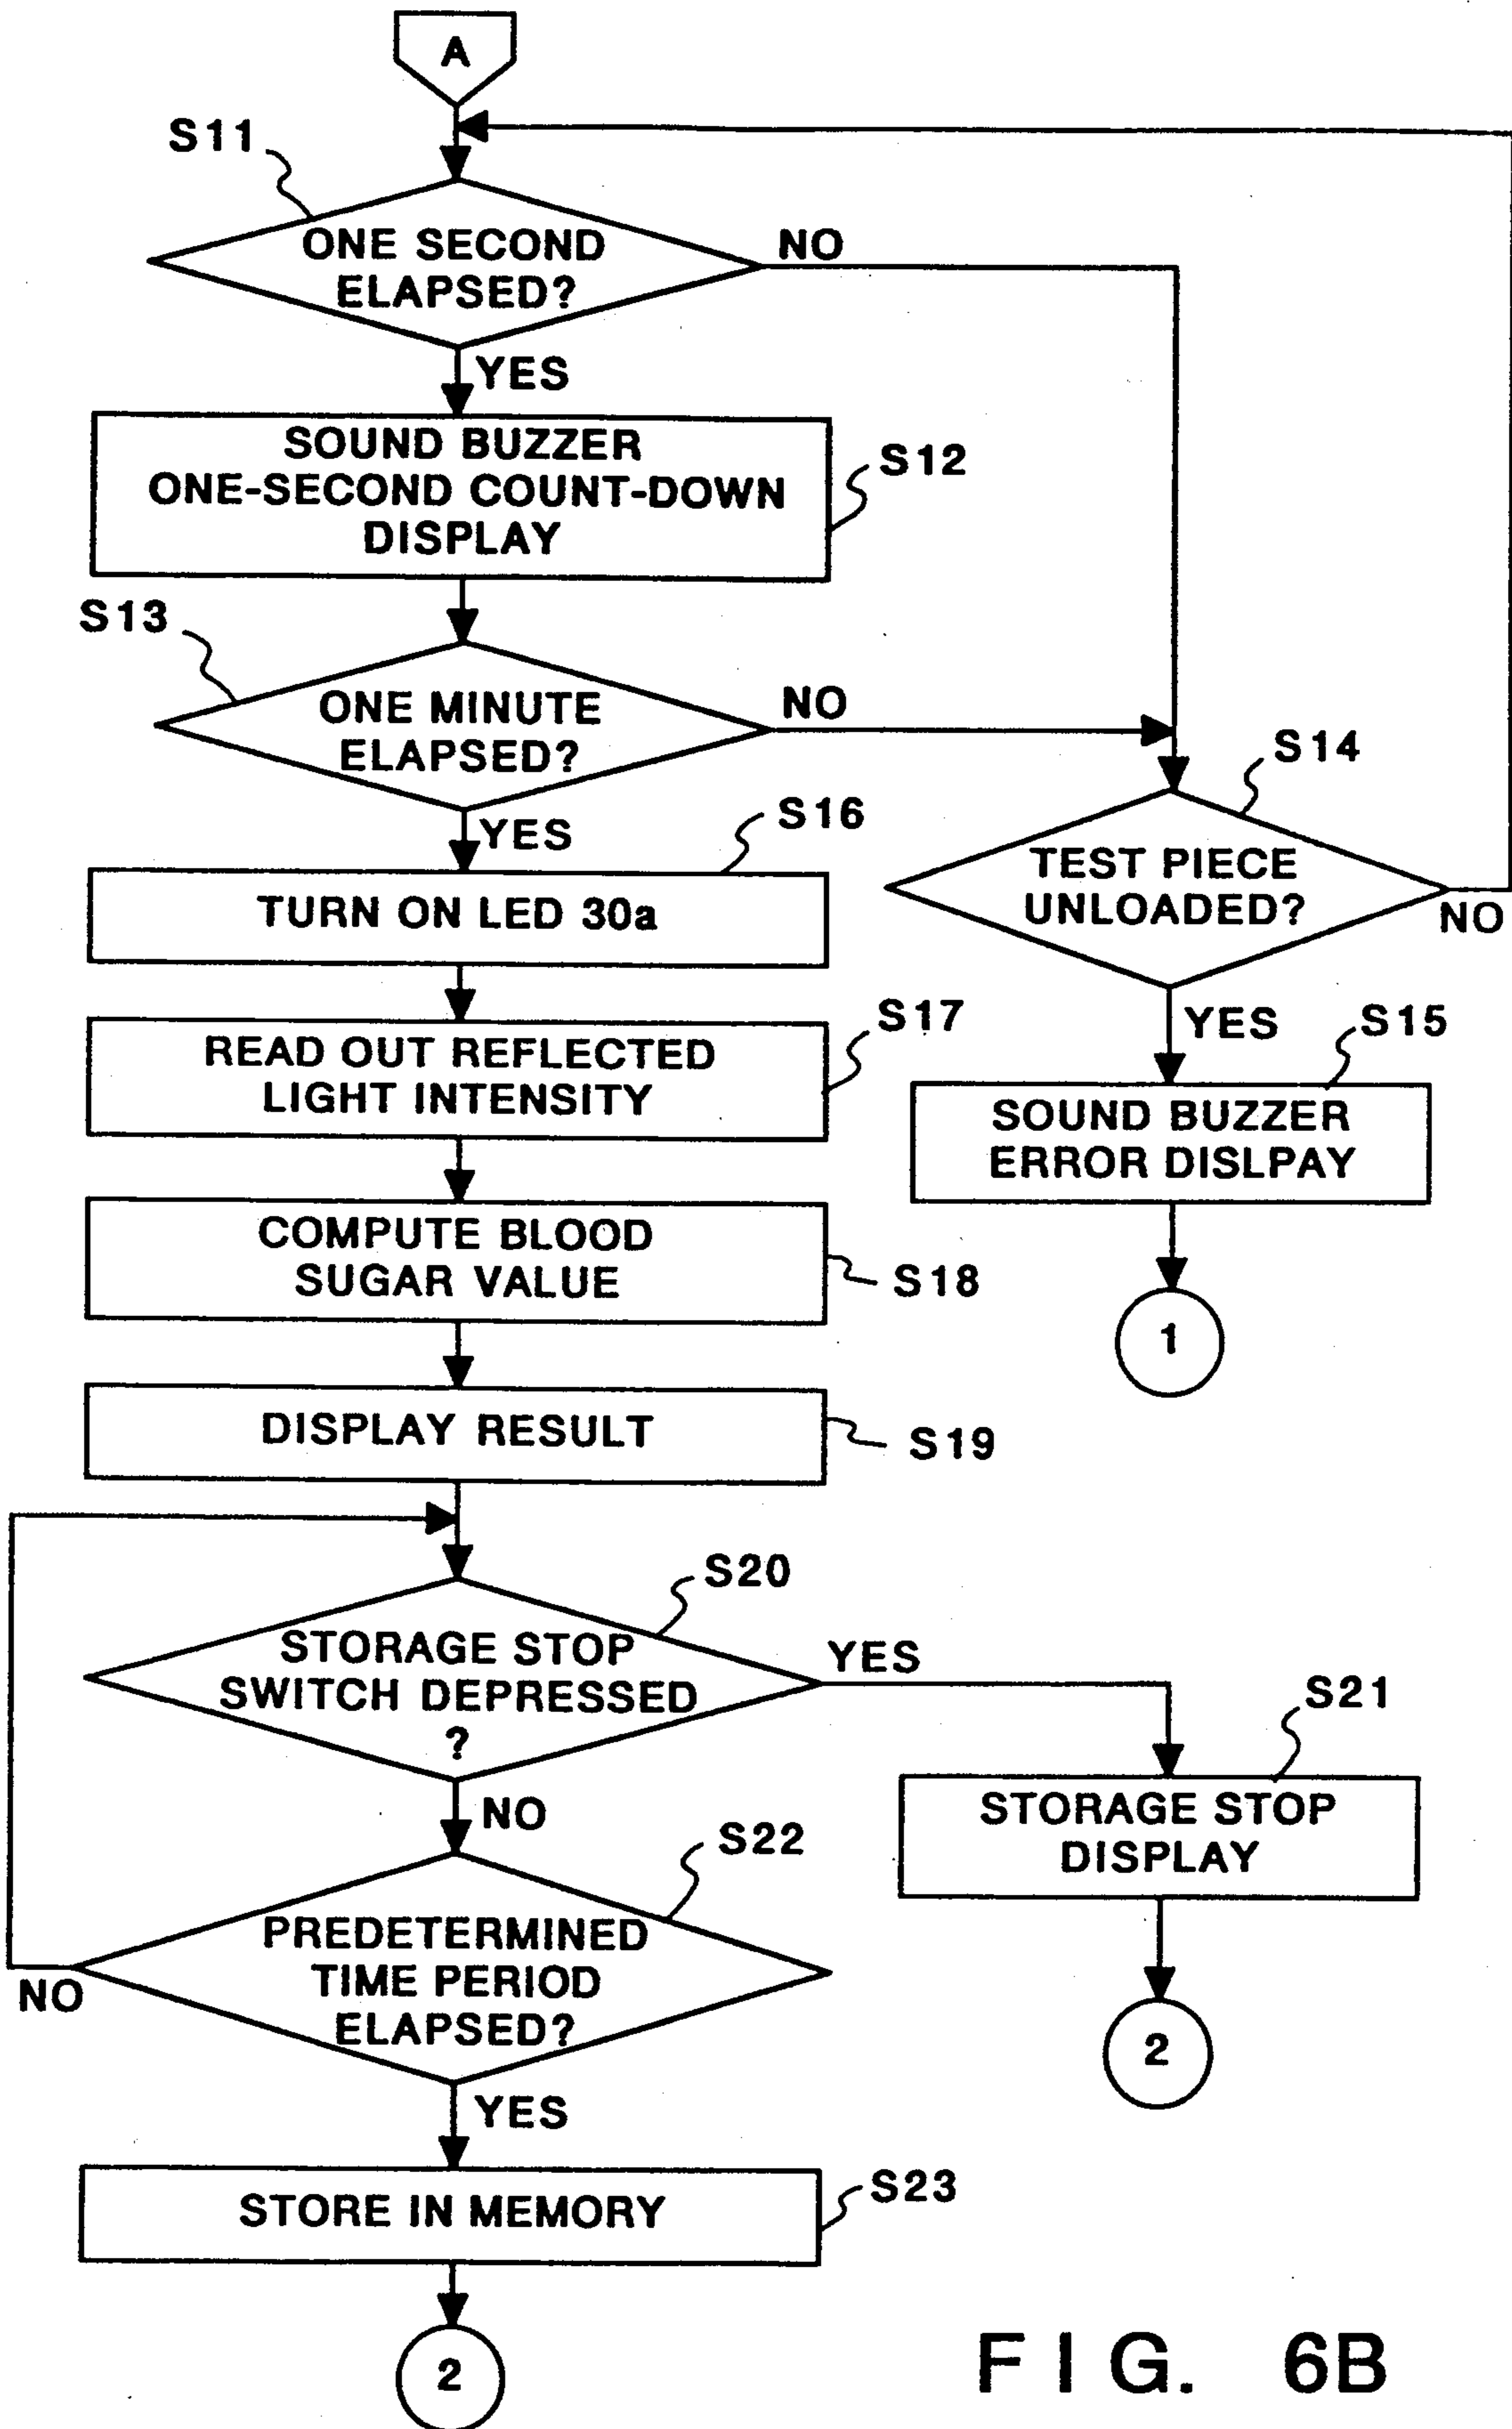 A
S11
ONE SECOND
ELAPSED?
NO
YES
SOUND BUZZER
ONE-SECOND COUNT-DOWN
DISPLAY
S12
S13
ONE MINUTE
ELAPSED?
NO
YES
S14
TEST PIECE
UNLOADED?
NO
YES
S15
SOUND BUZZER
ERROR DISLPAY
1
S16
TURN ON LED 30a
S17
READ OUT REFLECTED
LIGHT INTENSITY
COMPUTE BLOOD
SUGAR VALUE
S18
DISPLAY RESULT
S19
S20
STORAGE STOP
SWITCH DEPRESSED
?
YES
S21
STORAGE STOP
DISPLAY
2
NO
S22
PREDETERMINED
TIME PERIOD
ELAPSED?
NO
YES
STORE IN MEMORY
S23
2
FIG. 6B